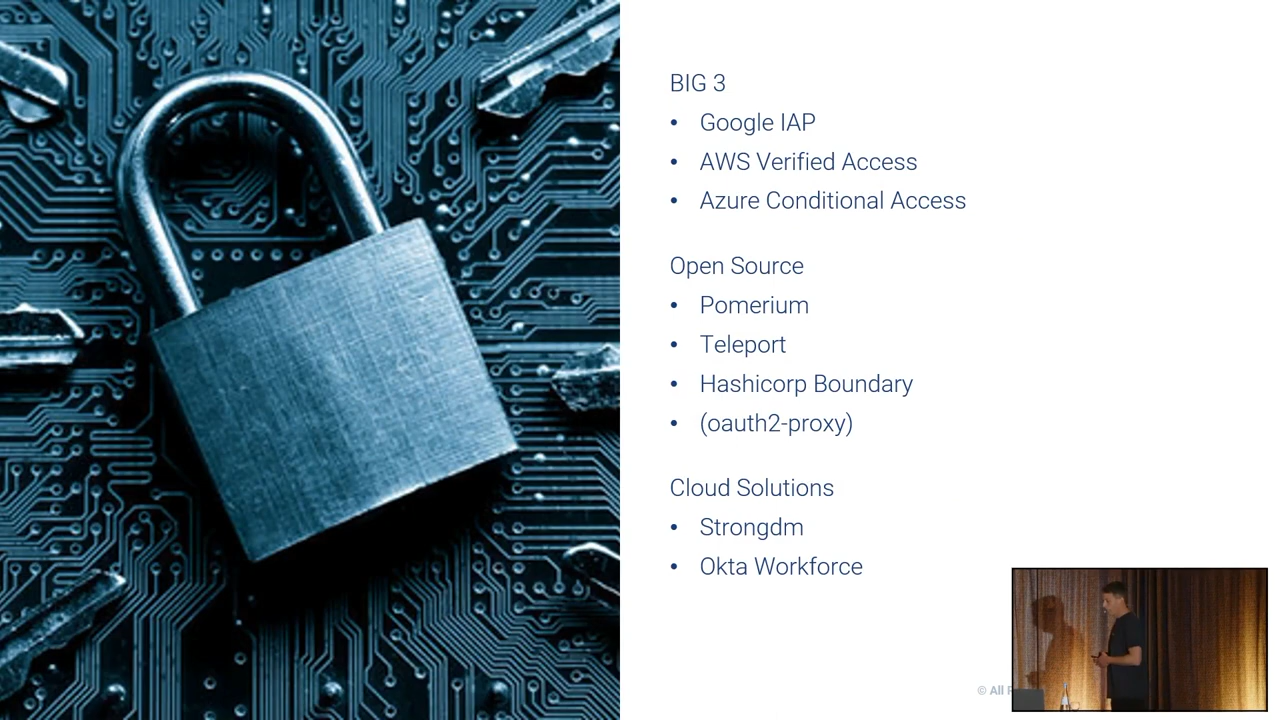 BIG 3
• Google IAP
• AWS Verified Access
• Azure Conditional Access
Open Source
• Pomerium
• Teleport
• Hashicorp Boundary
• (oauth2-proxy)
Cloud Solutions
• Strongdm
• Okta Workforce
© All